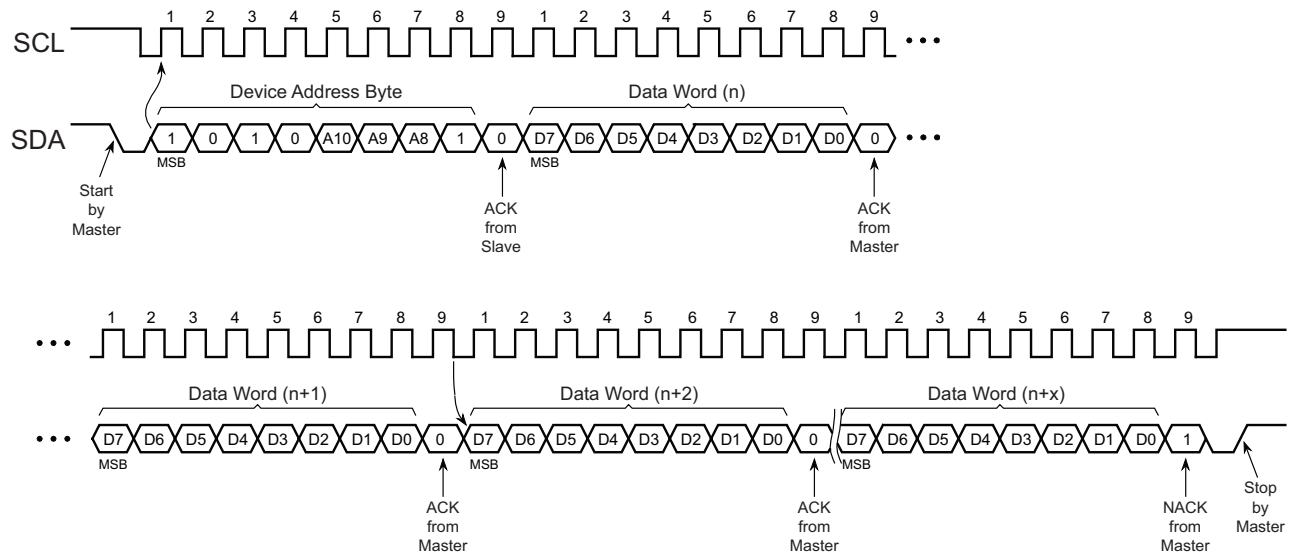 1 2 3 4 5 6 7 8 9 1 2 3 4 5 6 7 8 9
SCL
Device Address Byte Data Word (n)
SDA 1 0 1 0 A10 A9 A8 1 0 D7 D6 D5 D4 D3 D2 D1 D0 0
MSB MSB
Start
by
Master
ACK
from
Slave
ACK
from
Master
1 2 3 4 5 6 7 8 9 1 2 3 4 5 6 7 8 9 1 2 3 4 5 6 7 8 9
Data Word (n+1) Data Word (n+2) Data Word (n+x)
D7 D6 D5 D4 D3 D2 D1 D0 0 D7 D6 D5 D4 D3 D2 D1 D0 0 D7 D6 D5 D4 D3 D2 D1 D0 1
MSB MSB MSB
ACK
from
Master
ACK
from
Master
NACK
from
Master
Stop
by
Master